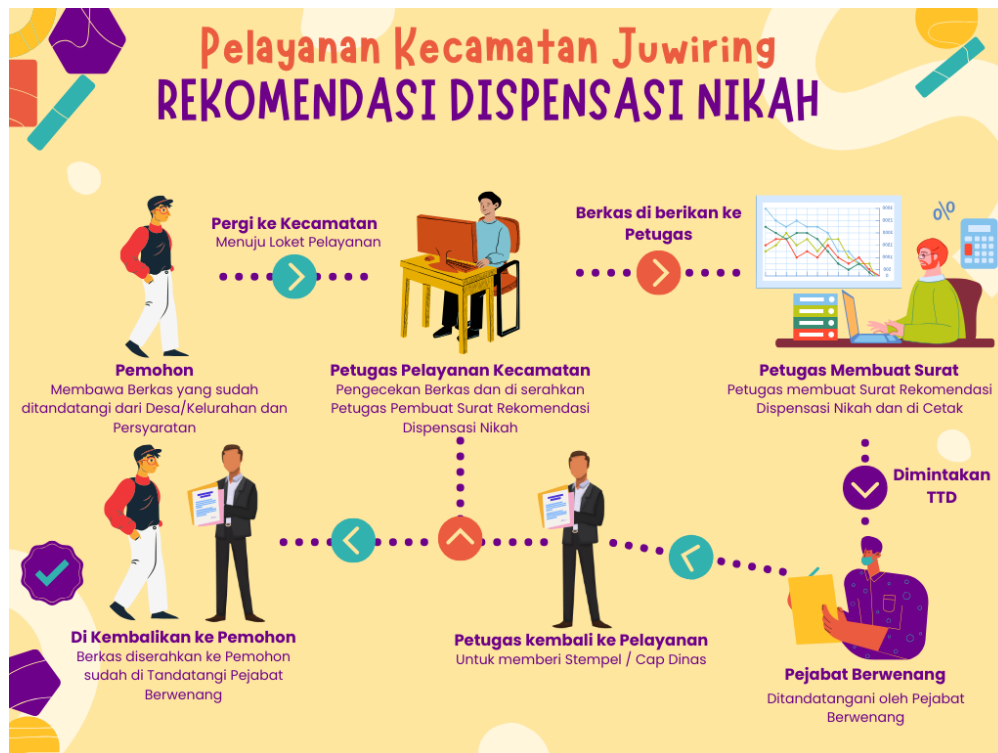 Pelayanan Kecamatan Juwiring
REKOMENDASI DISPENSASI NIKAH
Pergi ke Kecamatan
Menuju Loket Pelayanan
Berkas di berikan ke
Petugas
%
Pemohon
Membawa Berkas yang sudah
ditandatangi dari Desa/Kelurahan dan
Persyaratan
Petugas Pelayanan Kecamatan
Pengecekan Berkas dan di serahkan
Petugas Pembuat Surat Rekomendasi
Dispensasi Nikah
Petugas Membuat Surat
Petugas membuat Surat Rekomendasi
Dispensasi Nikah dan di Cetak
Dimintakan
TTD
Di Kembalikan ke Pemohon
Berkas diserahkan ke Pemohon
sudah di Tandatangi Pejabat
Berwenang
Petugas kembali ke Pelayanan
Untuk memberi Stempel / Cap Dinas
Pejabat Berwenang
Ditandatangani oleh Pejabat
Berwenang